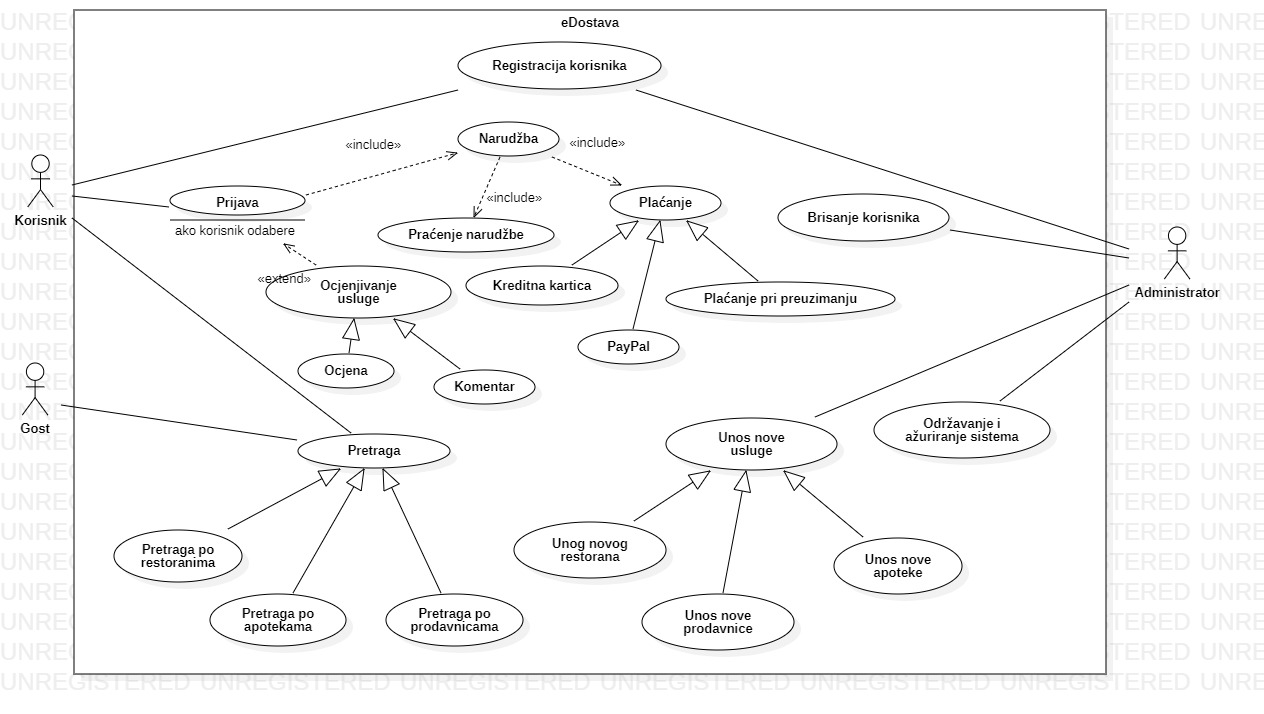 eDostava
Registracija korisnika
Narudžba
«include»
«include»
Korisnik
Prijava
ako korisnik odabere
«include»
Plaćanje
Brisanje korisnika
Praćenje narudžbe
«extend»
Ocjenjivanje
usluge
Kreditna kartica
Plaćanje pri preuzimanju
Administrator
PayPal
Ocjena
Komentar
Gost
Pretraga
Unos nove
usluge
Održavanje i
ažuriranje sistema
Pretraga po
restoranima
Unog novog
restorana
Unos nove
apoteke
Pretraga po
apotekama
Pretraga po
prodavnicama
Unos nove
prodavnice
UNREGISTERED UNREGISTERED UNREGISTERED UNREGISTERED UNREGISTERED UNREGISTERED UNRE